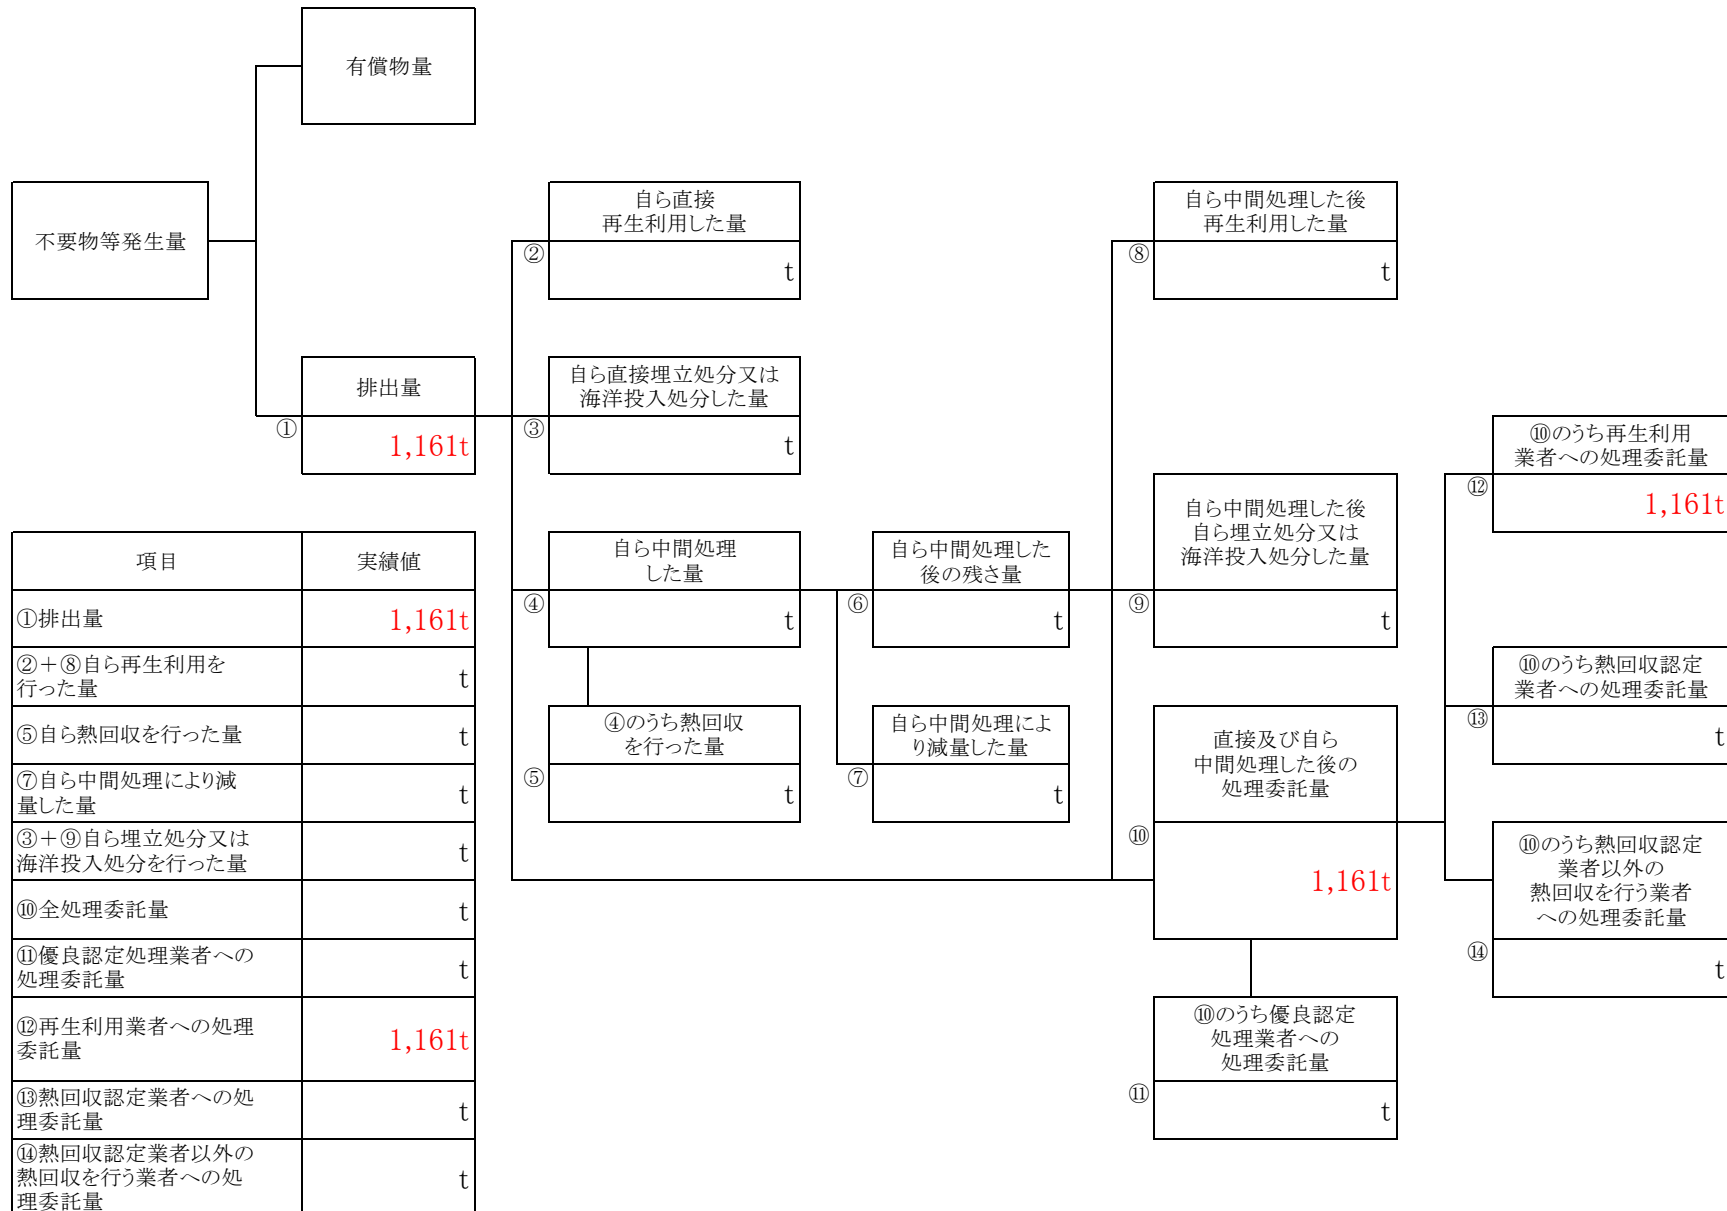 有償物量
不要物等発生量
自ら直接
再生利用した量
②
t
自ら中間処理した後
再生利用した量
⑧
t
排出量
①
1,161t
自ら直接埋立処分又は
海洋投入処分した量
③
t
⑩のうち再生利用
業者への処理委託量
⑫
1,161t
自ら中間処理
した量
④
t
自ら中間処理した
後の残さ量
⑥
t
自ら中間処理した後
自ら埋立処分又は
海洋投入処分した量
⑨
t
④のうち熱回収
を行った量
⑤
t
自ら中間処理によ
り減量した量
⑦
t
⑩のうち熱回収認定
業者への処理委託量
⑬
t
直接及び自ら
中間処理した後の
処理委託量
⑩
1,161t
⑩のうち熱回収認定
業者以外の
熱回収を行う業者
への処理委託量
⑭
t
⑩のうち優良認定
処理業者への
処理委託量
⑪
t
項目 実績値
①排出量 1,161t
②+⑧自ら再生利用を
行った量 t
⑤自ら熱回収を行った量 t
⑦自ら中間処理により減
量した量 t
③+⑨自ら埋立処分又は
海洋投入処分を行った量 t
⑩全処理委託量 t
⑪優良認定処理業者への
処理委託量 t
⑫再生利用業者への処理
委託量 1,161t
⑬熱回収認定業者への処
理委託量 t
⑭熱回収認定業者以外の
熱回収を行う業者への処
理委託量 t